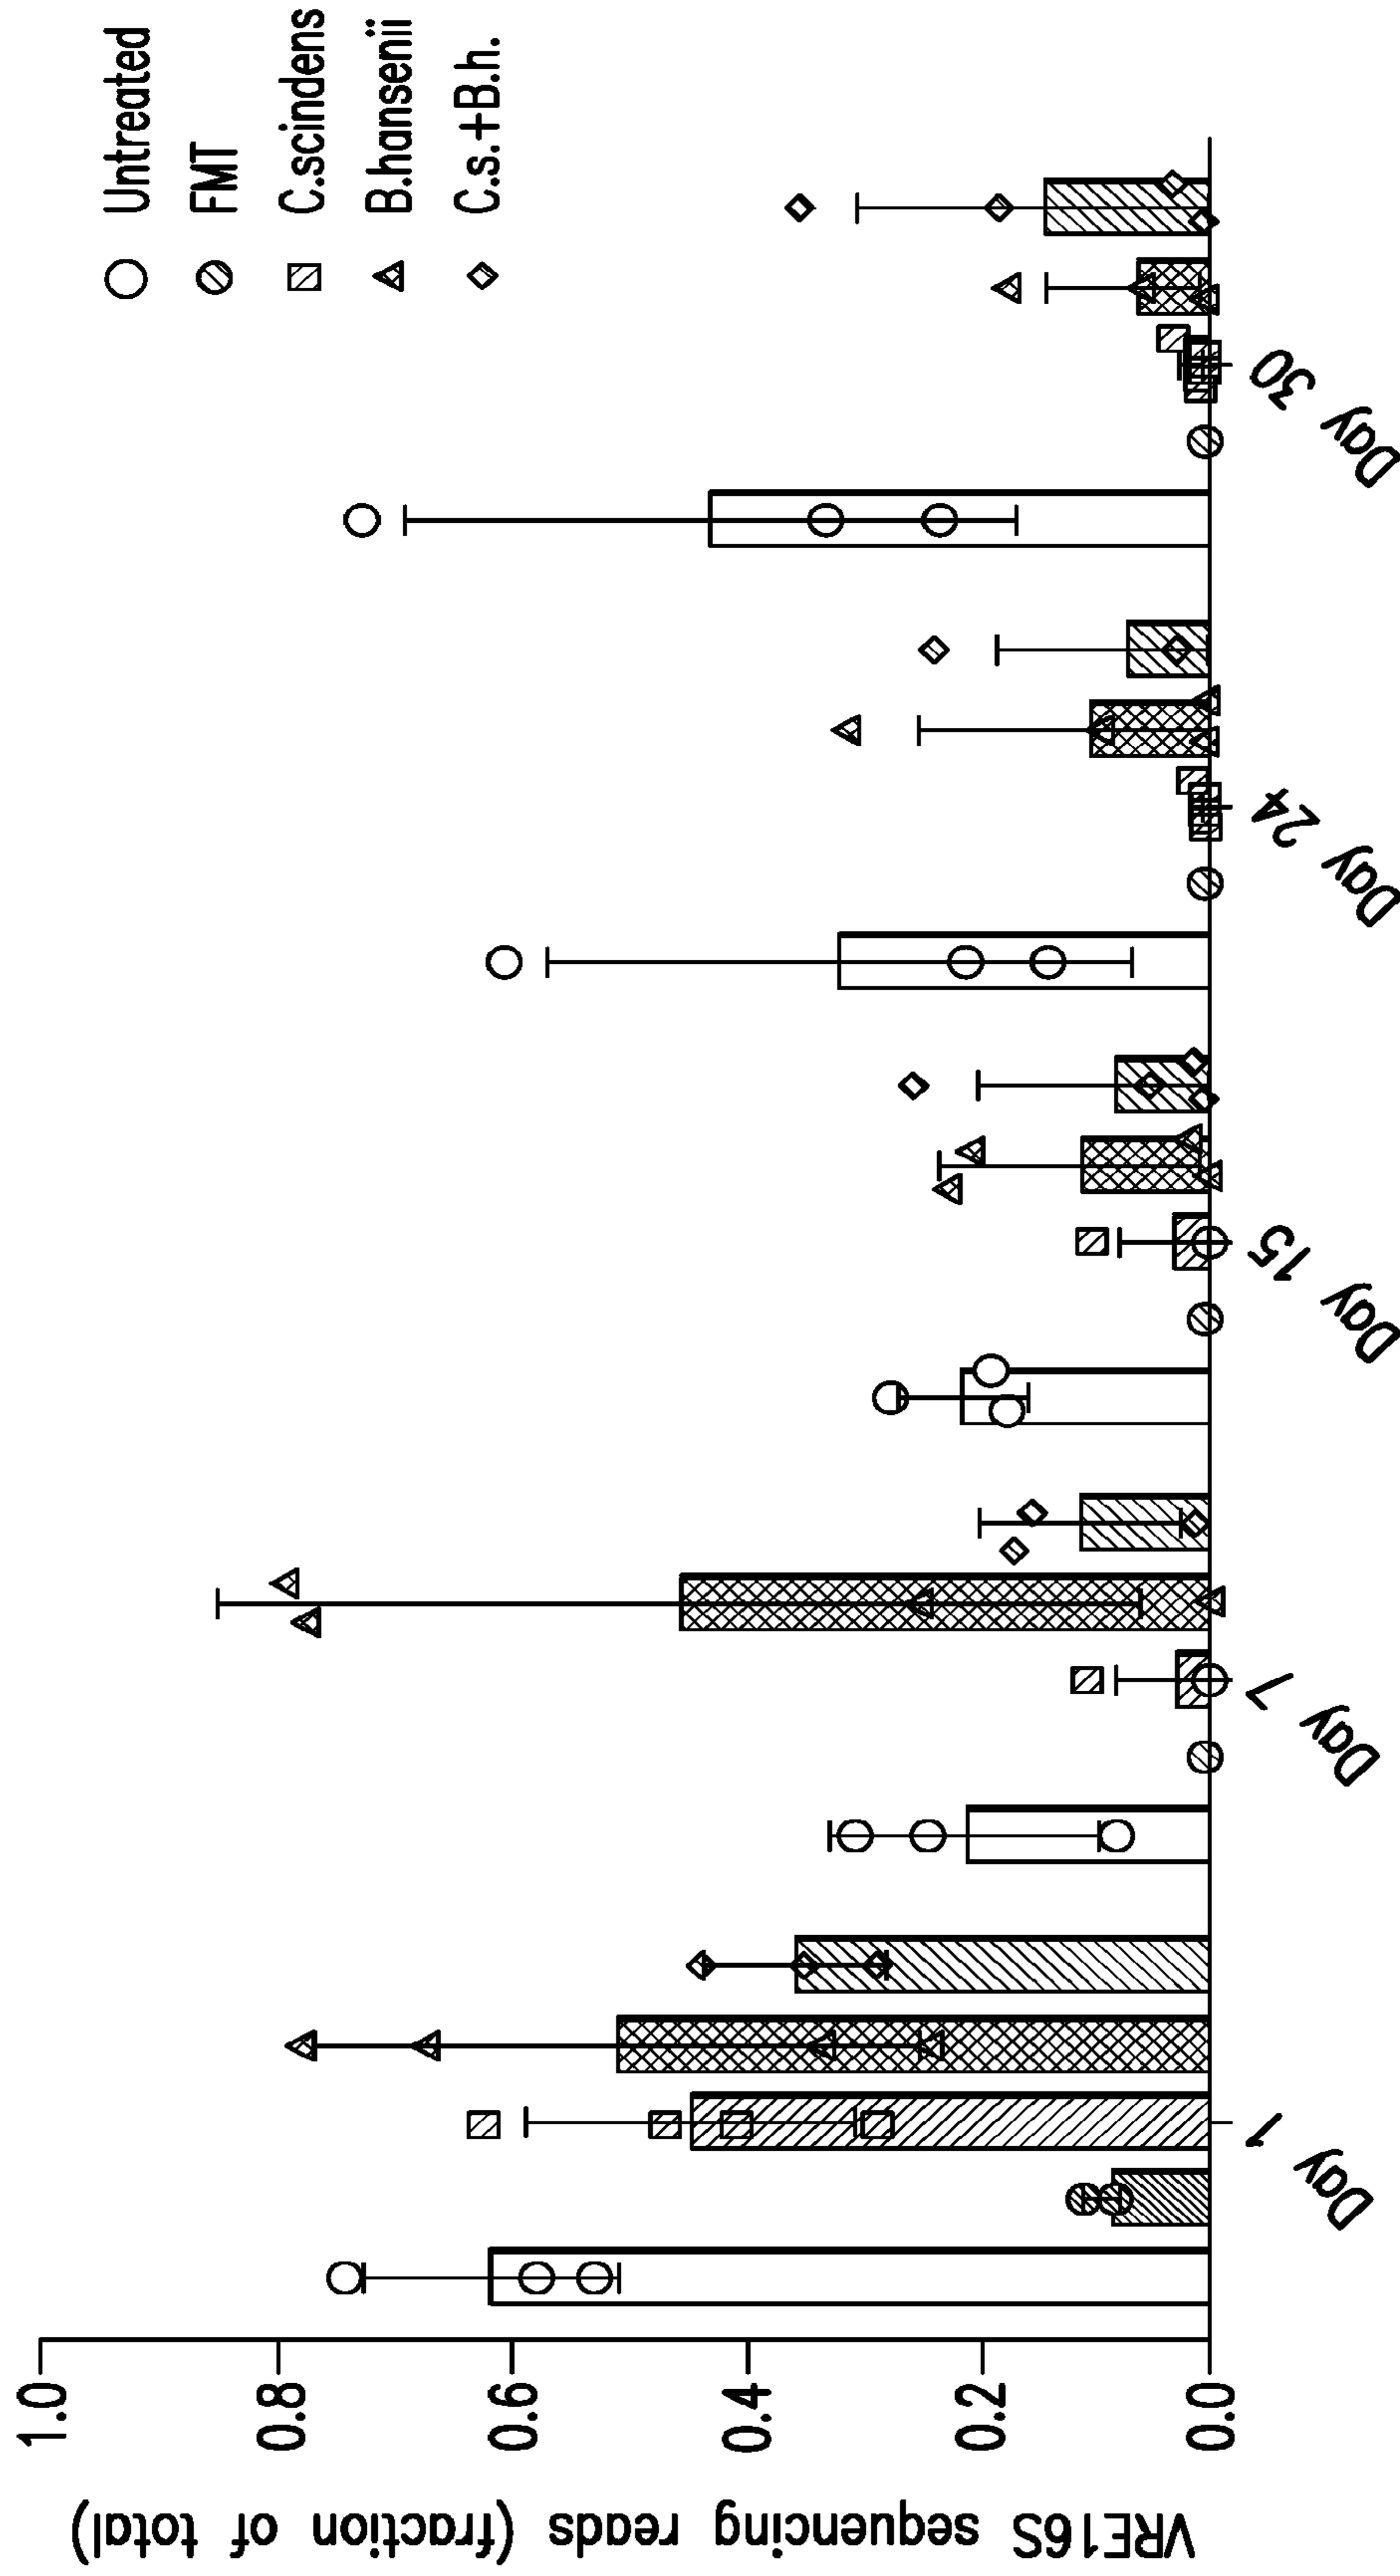 VRE16S sequencing reads (fraction of total)
1.0
0.8
0.6
0.4
0.2
0.0
Day 1
Day 7
Day 15
Day 24
Day 30
Untreated
FMT
C.scindens
B.hansenii
C.s.+B.h.